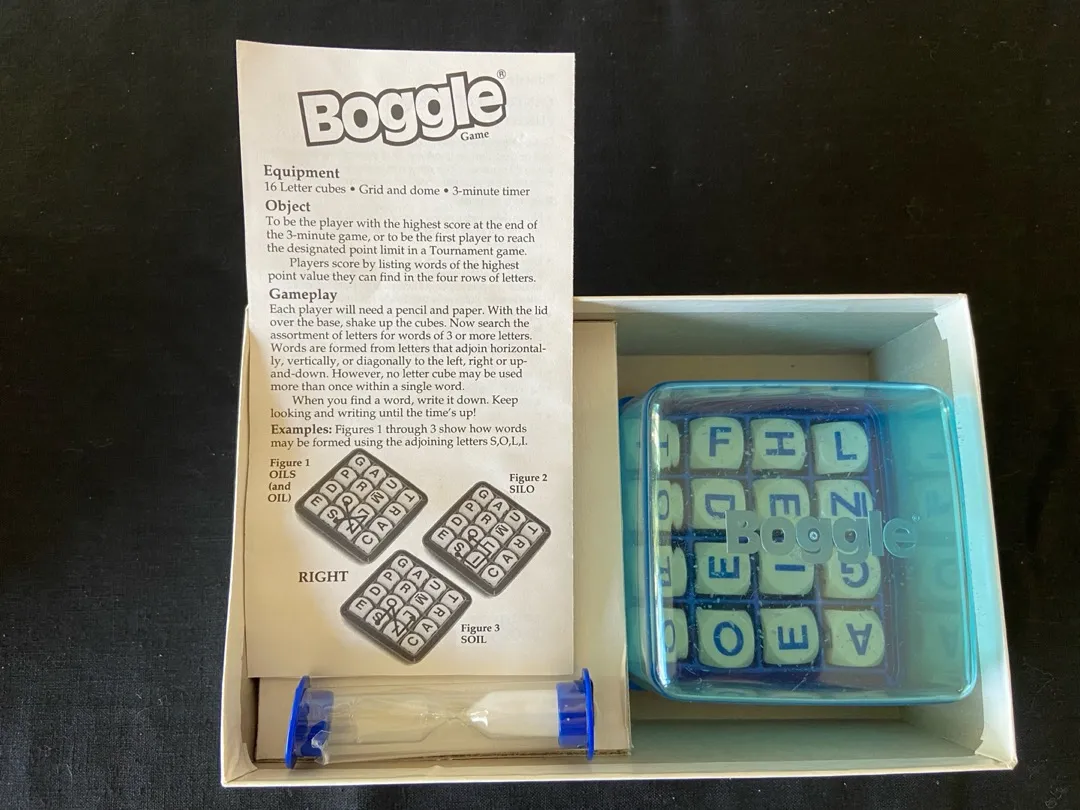 Boggle®
Game
Equipment
16 Letter cubes • Grid and dome • 3-minute timer
Object
To be the player with the highest score at the end of
the 3-minute game, or to be the first player to reach
the designated point limit in a Tournament game.
Players score by listing words of the highest
point value they can find in the four rows of letters.
Gameplay
Each player will need a pencil and paper. With the lid
over the base, shake up the cubes. Now search the
assortment of letters for words of 3 or more letters.
Words are formed from letters that adjoin horizontal-
ly, vertically, or diagonally to the left, right or up-
and-down. However, no letter cube may be used
more than once within a single word.
When you find a word, write it down. Keep
looking and writing until the time's up!
Examples: Figures 1 through 3 show how words
may be formed using the adjoining letters S,O,L,I.
Figure 1
OILS
(and
OIL)
Figure 2
SILO
RIGHT
Figure 3
SOIL
F H L
D E N
Boggle
E I G
O E A